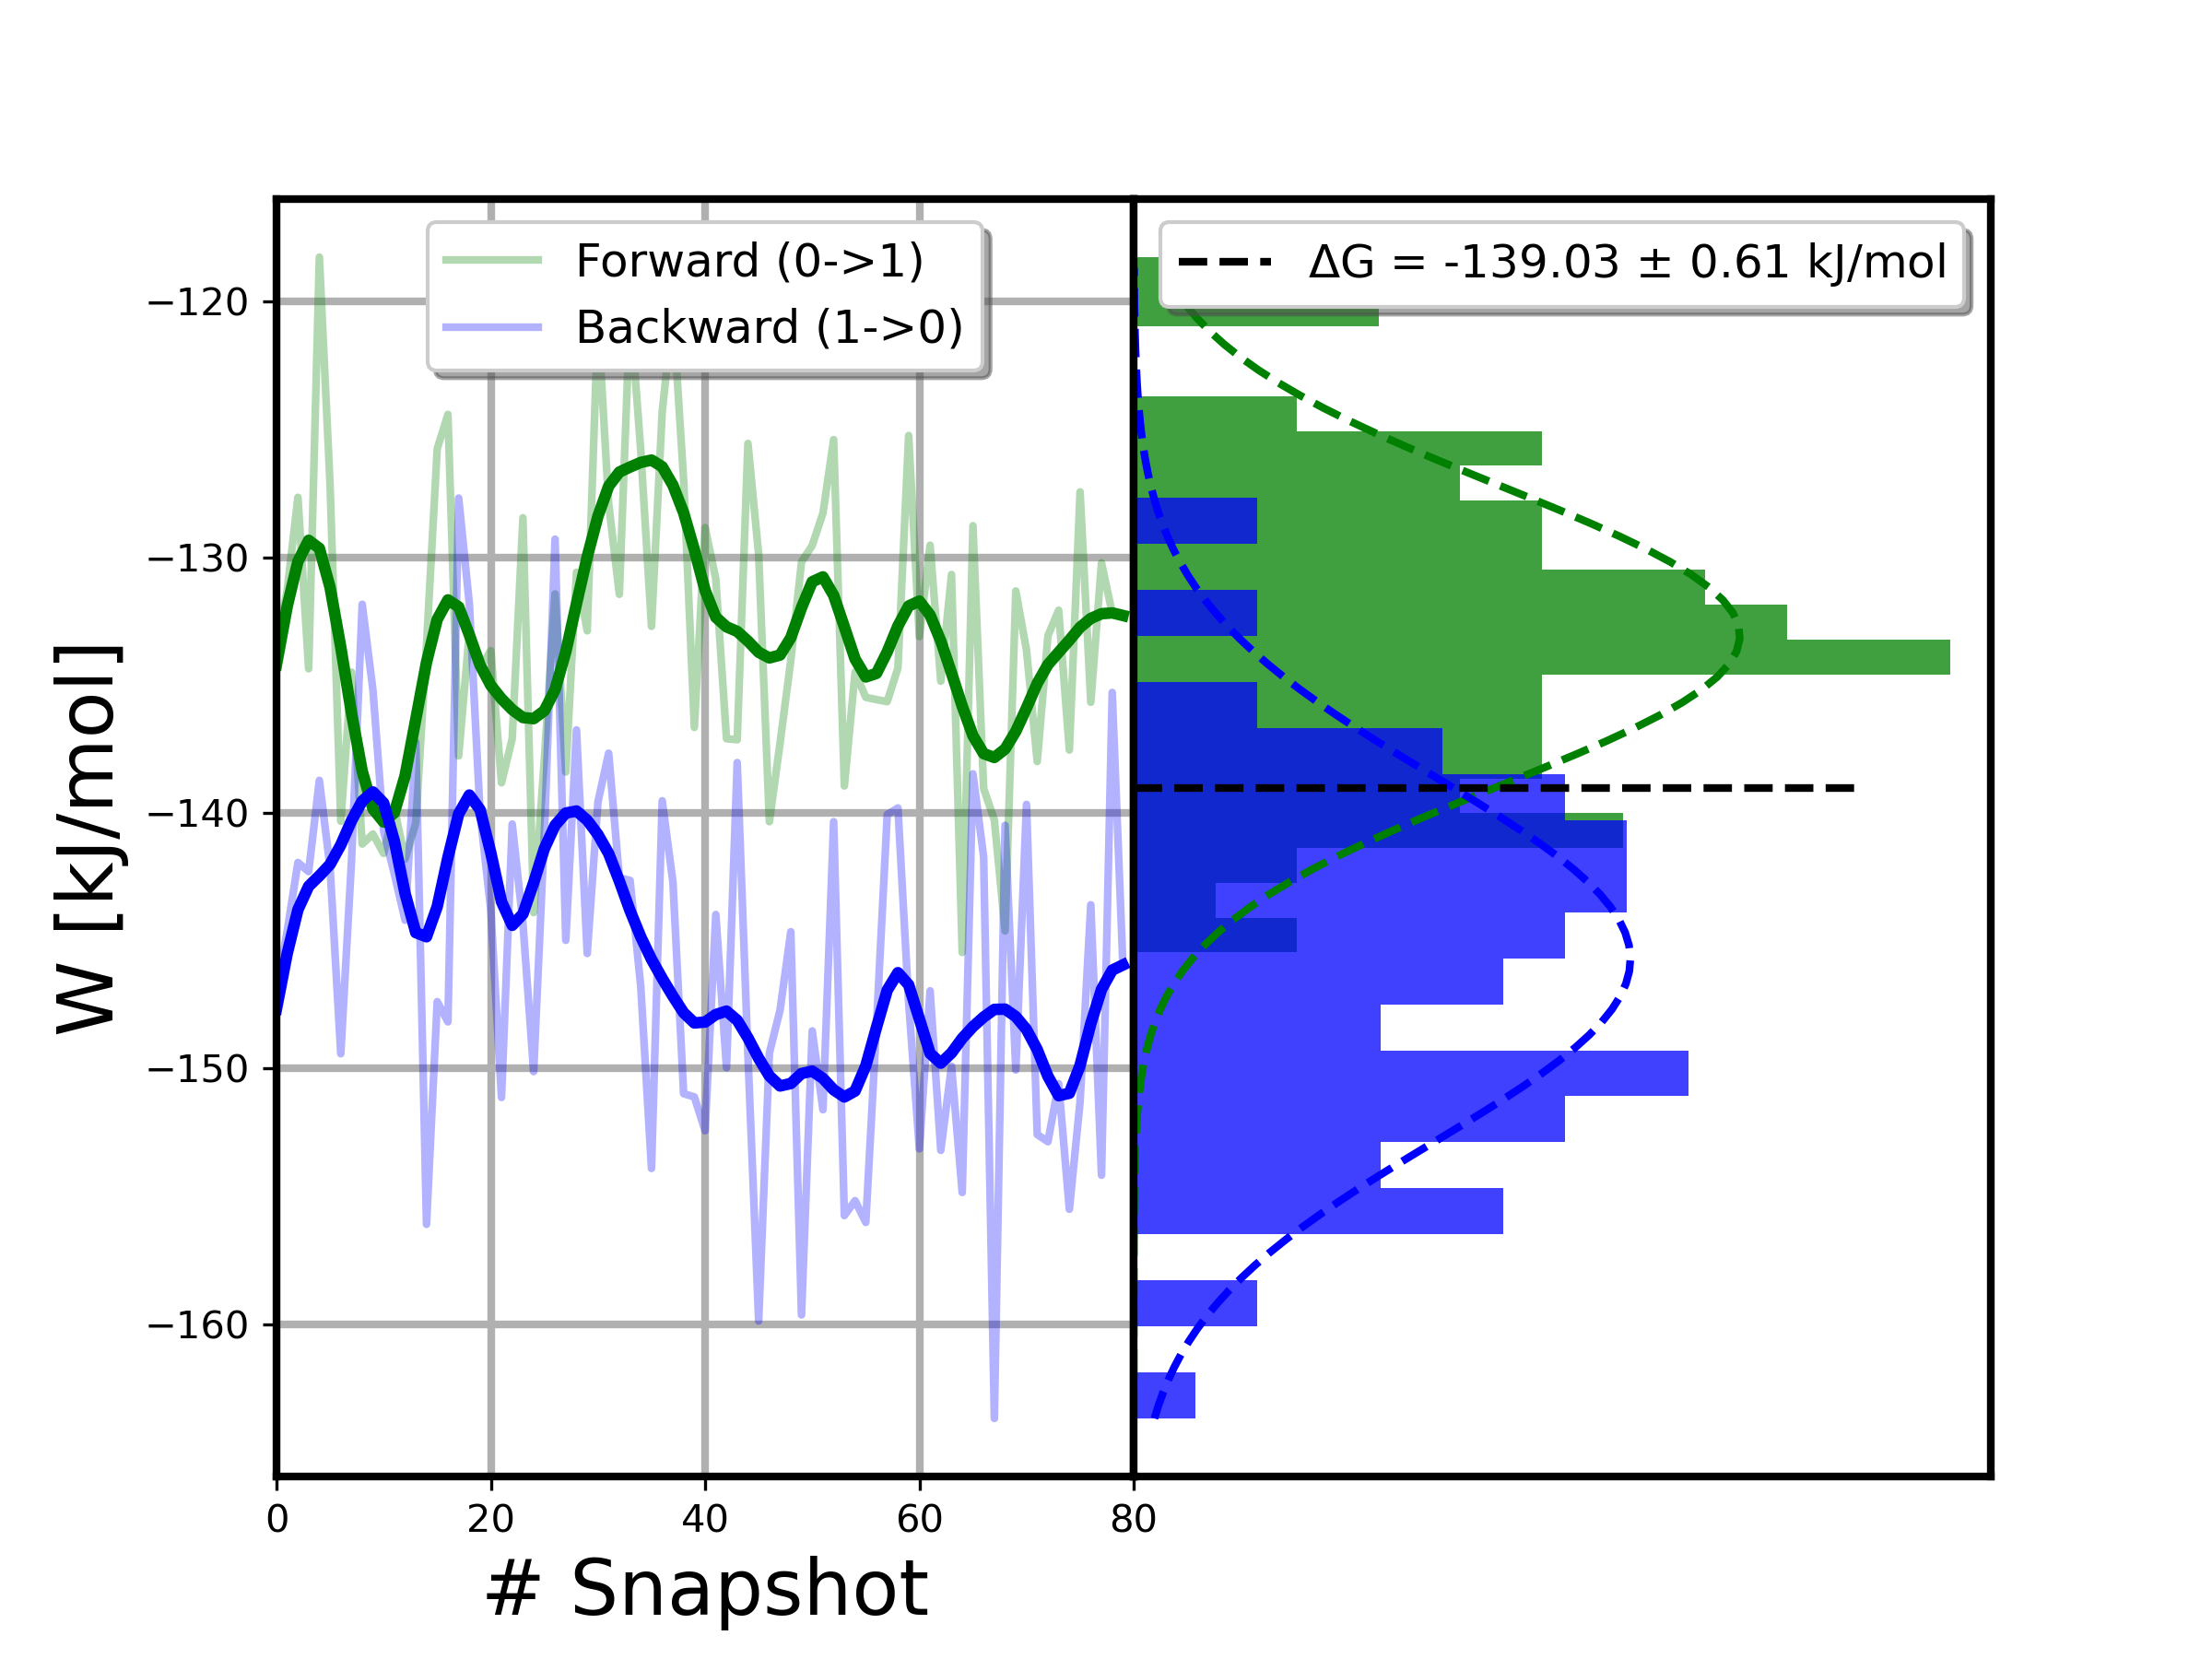 Forward (0->1)
Backward (1->0)
ΔG = -139.03 ± 0.61 kJ/mol
W [kJ/mol]
−120
−130
−140
−150
−160
0 20 40 60 80
# Snapshot